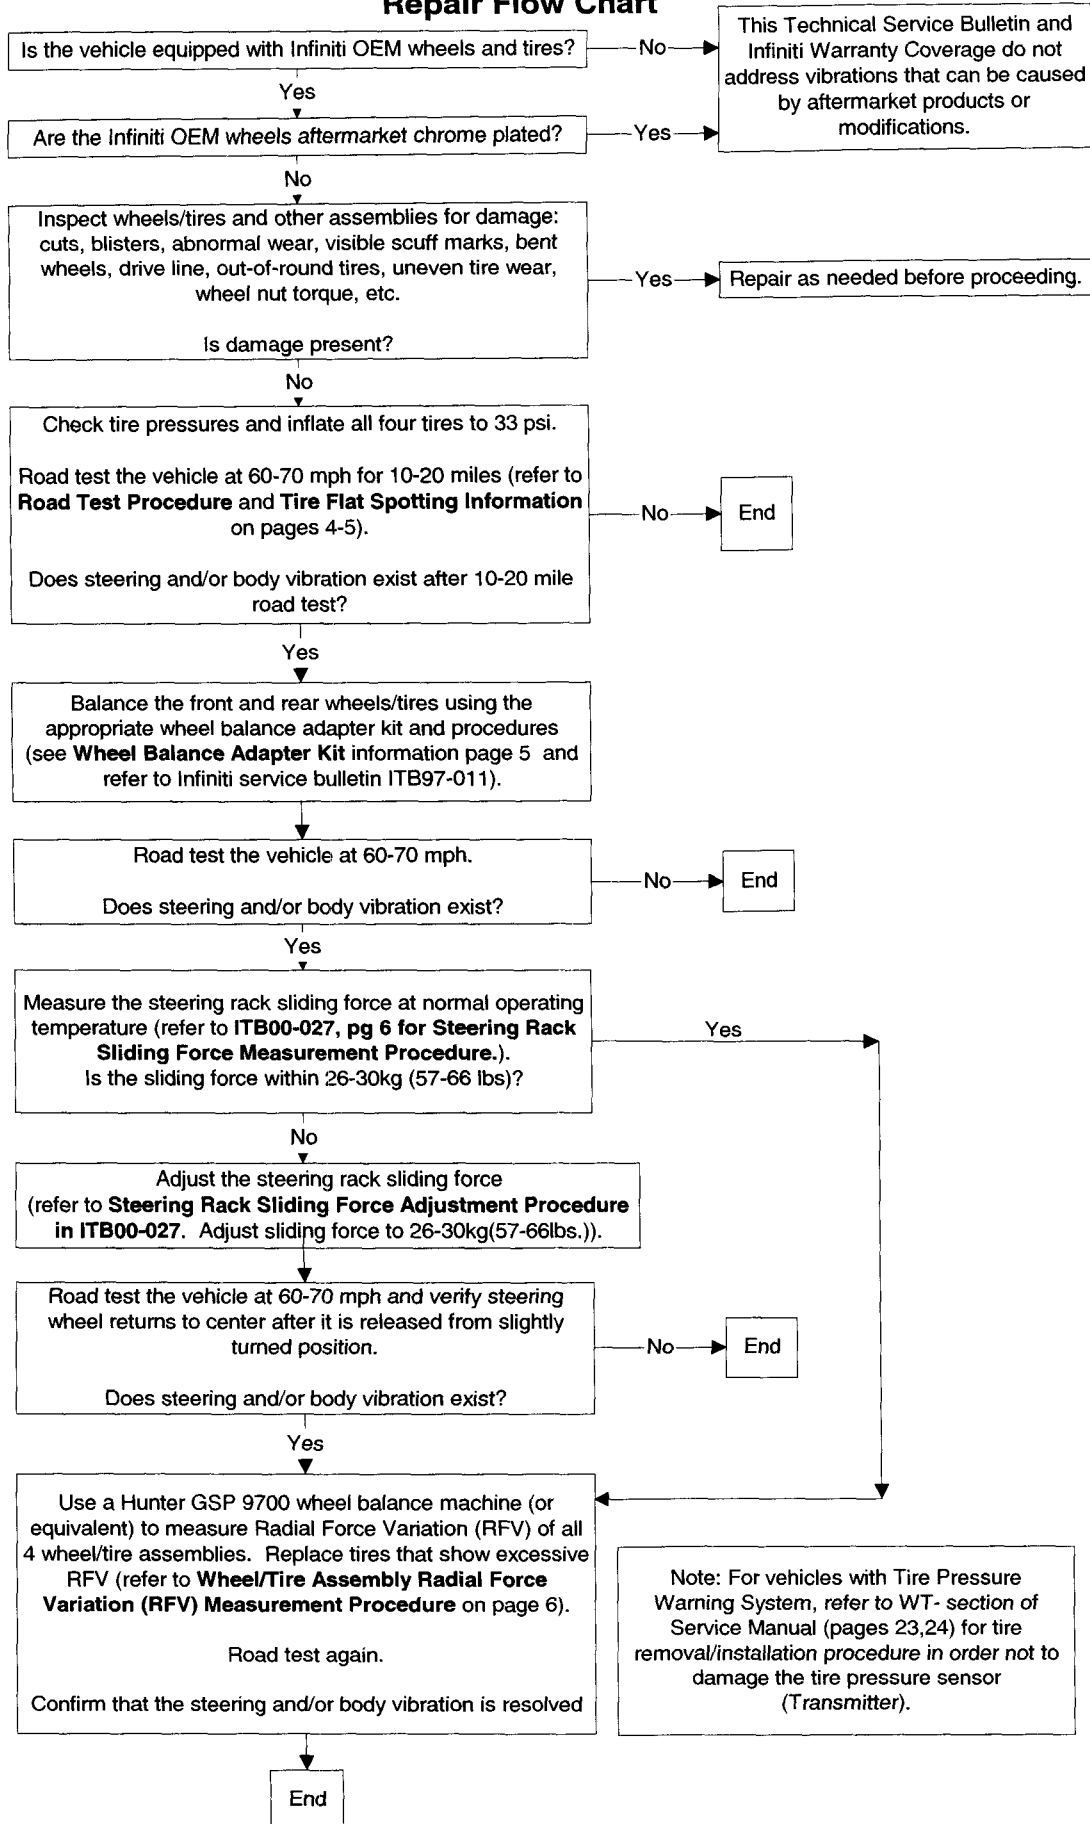 Repair Flow Chart
Is the vehicle equipped with Infiniti OEM wheels and tires?
No
This Technical Service Bulletin and
Infiniti Warranty Coverage do not
address vibrations that can be caused
by aftermarket products or
modifications.
Yes
Are the Infiniti OEM wheels aftermarket chrome plated?
Yes
No
Inspect wheels/tires and other assemblies for damage:
cuts, blisters, abnormal wear, visible scuff marks, bent
wheels, drive line, out-of-round tires, uneven tire wear,
wheel nut torque, etc.
Is damage present?
Yes
Repair as needed before proceeding.
No
Check tire pressures and inflate all four tires to 33 psi.
Road test the vehicle at 60-70 mph for 10-20 miles (refer to
Road Test Procedure and Tire Flat Spotting Information
on pages 4-5).
Does steering and/or body vibration exist after 10-20 mile
road test?
No
End
Yes
Balance the front and rear wheels/tires using the
appropriate wheel balance adapter kit and procedures
(see Wheel Balance Adapter Kit information page 5 and
refer to Infiniti service bulletin ITB97-011).
Road test the vehicle at 60-70 mph.
Does steering and/or body vibration exist?
No
End
Yes
Measure the steering rack sliding force at normal operating
temperature (refer to ITB00-027, pg 6 for Steering Rack
Sliding Force Measurement Procedure.).
Is the sliding force within 26-30kg (57-66 lbs)?
Yes
No
Adjust the steering rack sliding force
(refer to Steering Rack Sliding Force Adjustment Procedure
in ITB00-027. Adjust sliding force to 26-30kg(57-66lbs.)).
Road test the vehicle at 60-70 mph and verify steering
wheel returns to center after it is released from slightly
turned position.
Does steering and/or body vibration exist?
No
End
Yes
Use a Hunter GSP 9700 wheel balance machine (or
equivalent) to measure Radial Force Variation (RFV) of all
4 wheel/tire assemblies. Replace tires that show excessive
RFV (refer to Wheel/Tire Assembly Radial Force
Variation (RFV) Measurement Procedure on page 6).
Road test again.
Confirm that the steering and/or body vibration is resolved
Note: For vehicles with Tire Pressure
Warning System, refer to WT- section of
Service Manual (pages 23,24) for tire
removal/installation procedure in order not to
damage the tire pressure sensor
(Transmitter).
End